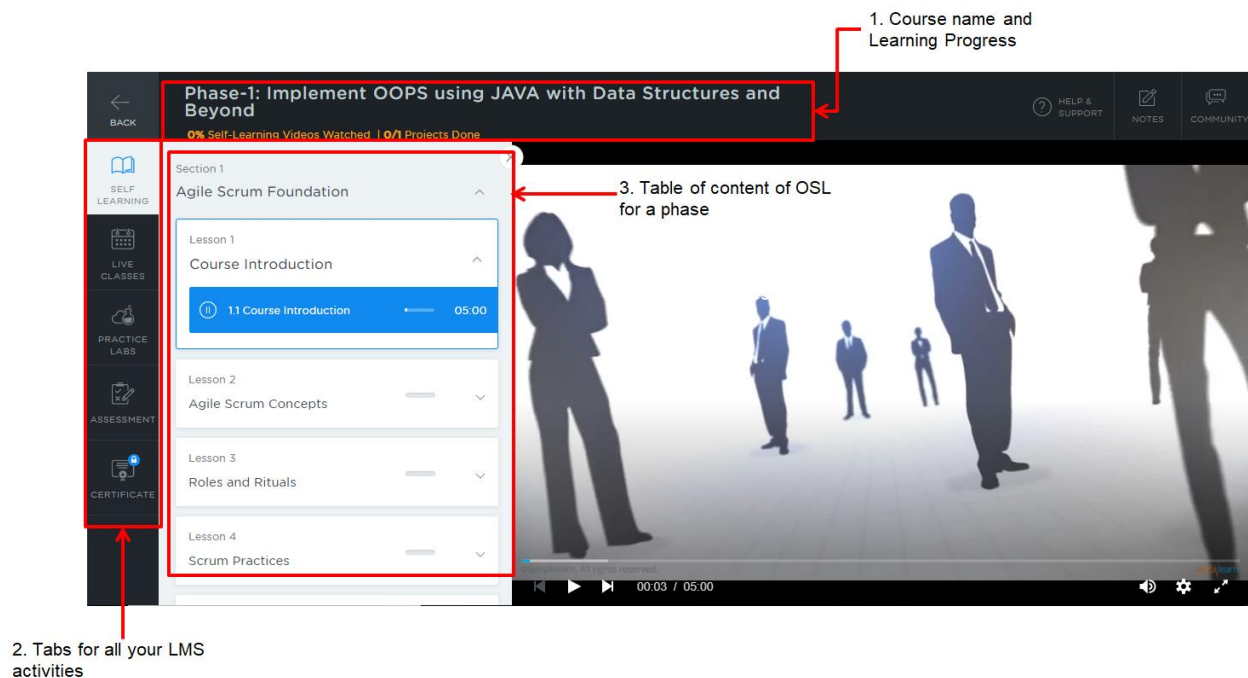 1. Course name and
Learning Progress
BACK
Phase-1: Implement OOPS using JAVA with Data Structures and
Beyond
0% Self-Learning Videos Watched | 0/1 Projects Done
HELP &
SUPPORT
NOTES
COMMUNITY
SELF
LEARNING
LIVE
CLASSES
PRACTICE
LABS
ASSESSMENT
CERTIFICATE
Section 1
Agile Scrum Foundation
Lesson 1
Course Introduction
1.1 Course Introduction 05:00
Lesson 2
Agile Scrum Concepts
Lesson 3
Roles and Rituals
Lesson 4
Scrum Practices
3. Table of content of OSL
for a phase
All rights reserved.
00:03 / 05:00
2. Tabs for all your LMS
activities